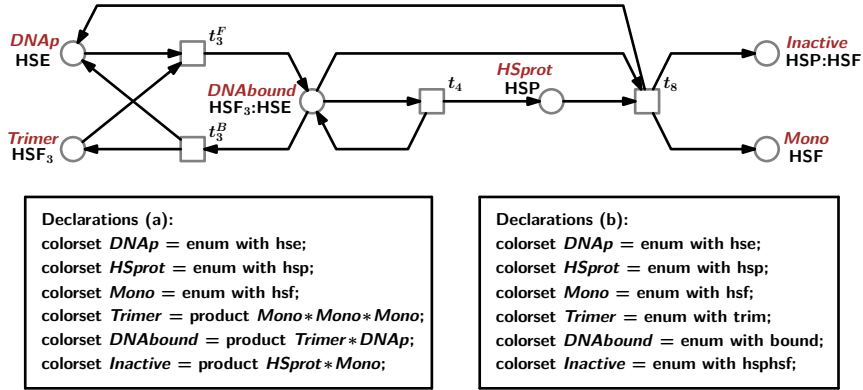 DNAp
HSE
t₃ᶠ
DNAbound
HSF₃:HSE
t₄
HSprot
HSP
t₈
Inactive
HSP:HSF
Trimer
HSF₃
t₃ᴮ
Mono
HSF
Declarations (a):
colorset DNAp = enum with hse;
colorset HSprot = enum with hsp;
colorset Mono = enum with hsf;
colorset Trimer = product Mono*Mono*Mono;
colorset DNAbound = product Trimer*DNAp;
colorset Inactive = product HSprot*Mono;
Declarations (b):
colorset DNAp = enum with hse;
colorset HSprot = enum with hsp;
colorset Mono = enum with hsf;
colorset Trimer = enum with trim;
colorset DNAbound = enum with bound;
colorset Inactive = enum with hsphsf;